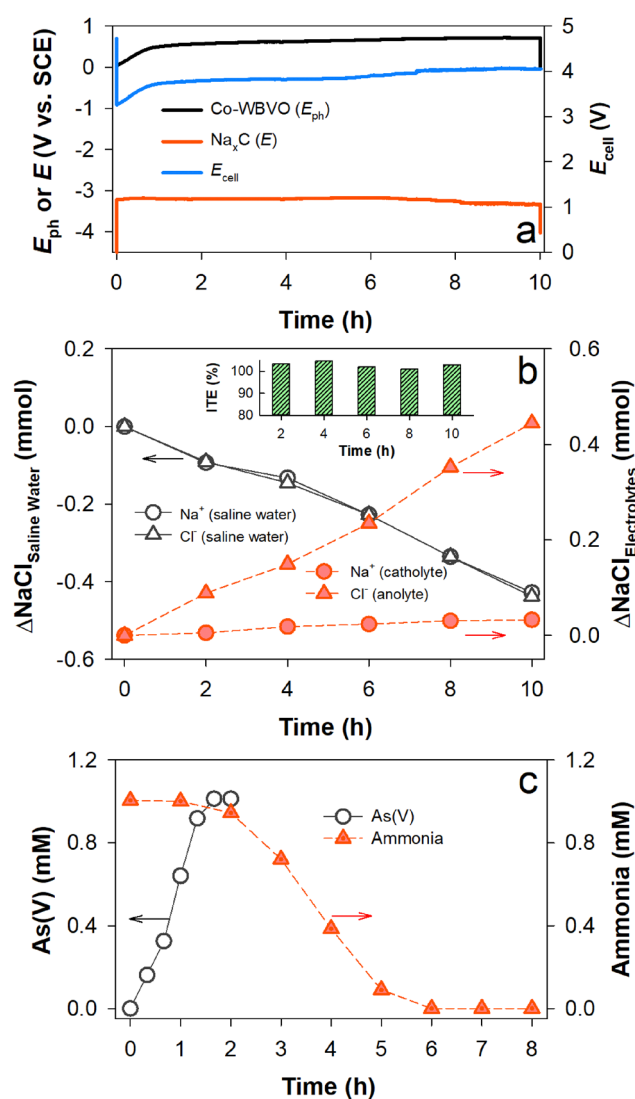 1
0
-1
-2
-3
-4
E_ph or E (V vs. SCE)
5
4
3
2
1
0
E_cell (V)
Co-WBVO (E_ph)
Na_xC (E)
E_cell
a
0 2 4 6 8 10
Time (h)
0.2
0.0
-0.2
-0.4
-0.6
ΔNaCl_Saline Water (mmol)
0.6
0.4
0.2
0.0
ΔNaCl_Electrolytes (mmol)
b
100
90
80
ITE (%)
2 4 6 8 10
Time (h)
Na⁺ (saline water)
Cl⁻ (saline water)
Na⁺ (catholyte)
Cl⁻ (anolyte)
0 2 4 6 8 10
Time (h)
1.2
0.8
0.4
0.0
As(V) (mM)
1.2
0.8
0.4
0.0
Ammonia (mM)
c
As(V)
Ammonia
0 1 2 3 4 5 6 7 8
Time (h)